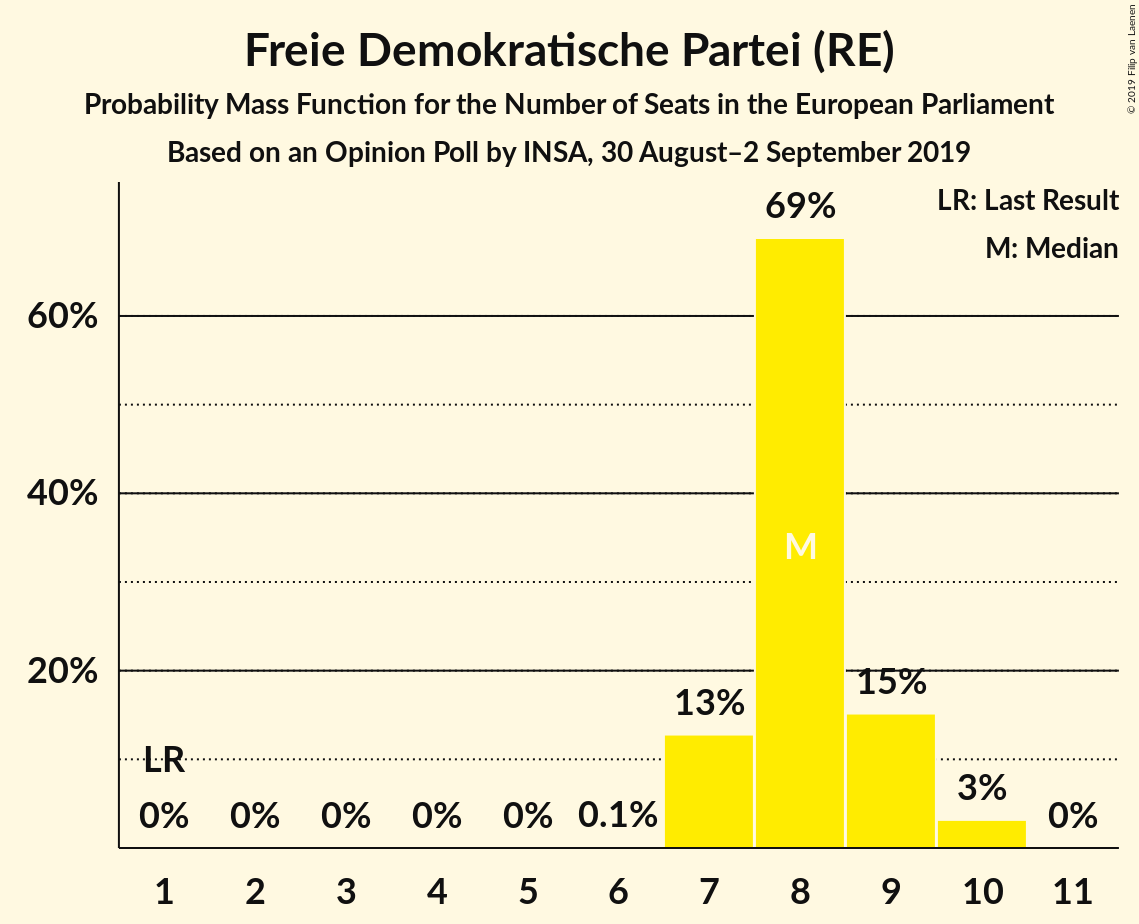 Freie Demokratische Partei (RE)
Probability Mass Function for the Number of Seats in the European Parliament
Based on an Opinion Poll by INSA, 30 August–2 September 2019
© 2019 Filip van Laenen
LR: Last Result
M: Median
69%
60%
40%
M
20%
15%
13%
LR
3%
0% 0% 0% 0% 0% 0.1% 0%
1 2 3 4 5 6 7 8 9 10 11